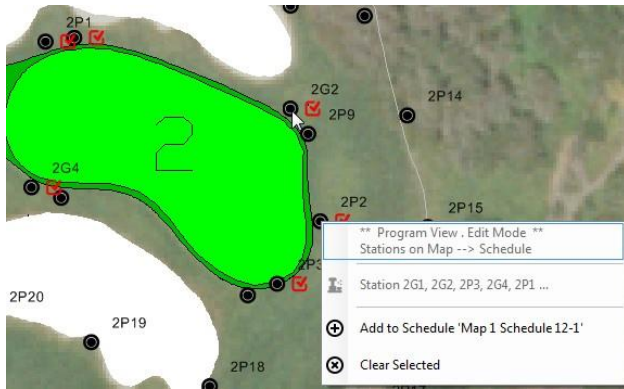 2P1
2G2
2P14
2P9
2
2G4
2P2
2P15
** Program View . Edit Mode **
Stations on Map --> Schedule
2P3
Station 2G1, 2G2, 2P3, 2G4, 2P1 ...
2P20
2P19
Add to Schedule 'Map 1 Schedule 12-1'
2P18
Clear Selected